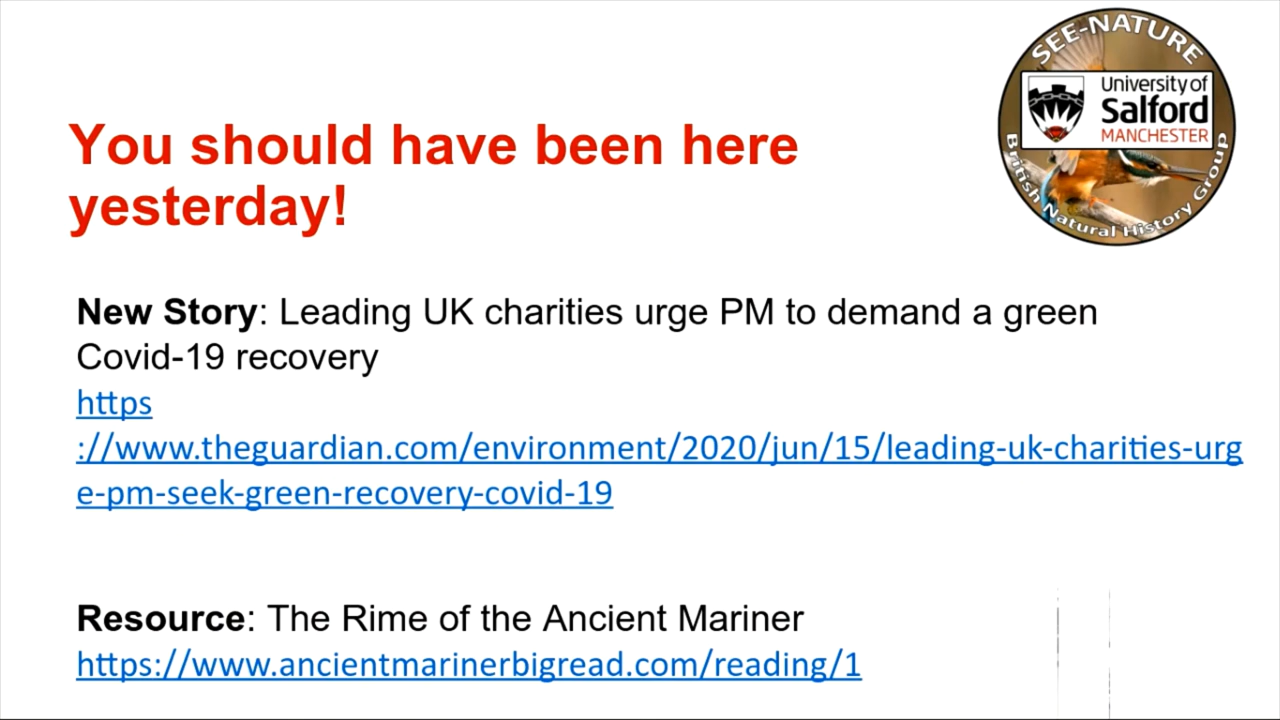 SEE-NATURE
University of
Salford
MANCHESTER
British Natural History Group
You should have been here
yesterday!
New Story: Leading UK charities urge PM to demand a green
Covid-19 recovery
https
://www.theguardian.com/environment/2020/jun/15/leading-uk-charities-urg
e-pm-seek-green-recovery-covid-19
Resource: The Rime of the Ancient Mariner
https://www.ancientmarinerbigread.com/reading/1